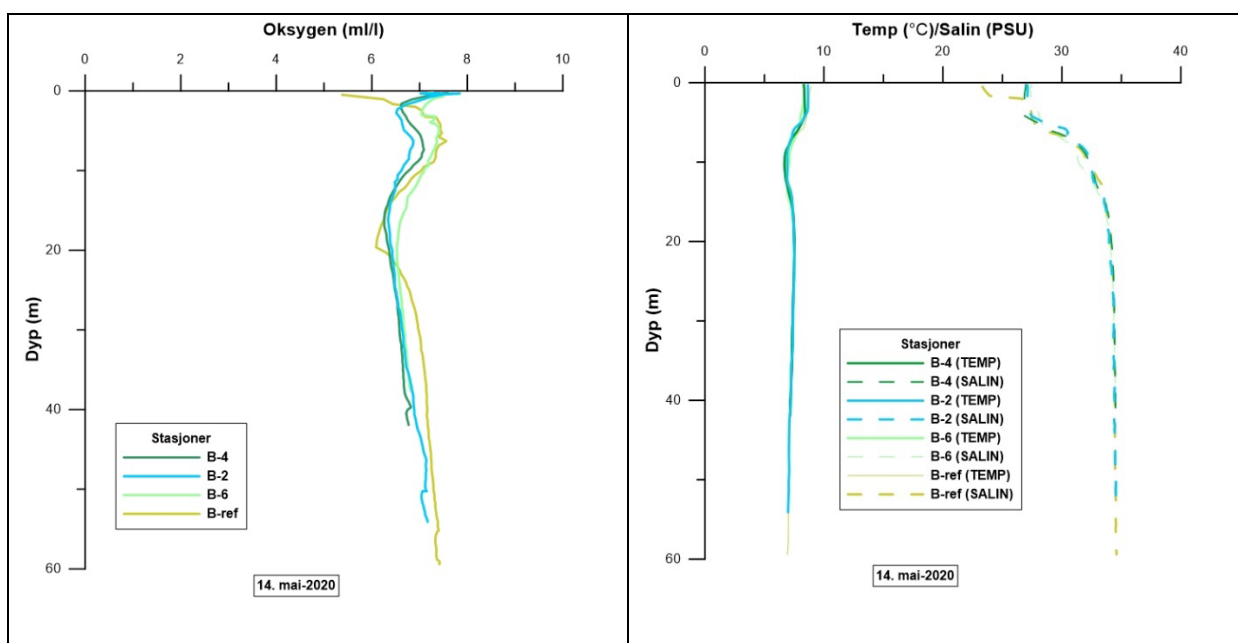 Oksygen (ml/l)
0 2 4 6 8 10
0
20
40
60
Dyp (m)
Stasjoner
B-4
B-2
B-6
B-ref
14. mai-2020
Temp (°C)/Salin (PSU)
0 10 20 30 40
0
20
40
60
Dyp (m)
Stasjoner
B-4 (TEMP)
B-4 (SALIN)
B-2 (TEMP)
B-2 (SALIN)
B-6 (TEMP)
B-6 (SALIN)
B-ref (TEMP)
B-ref (SALIN)
14. mai-2020